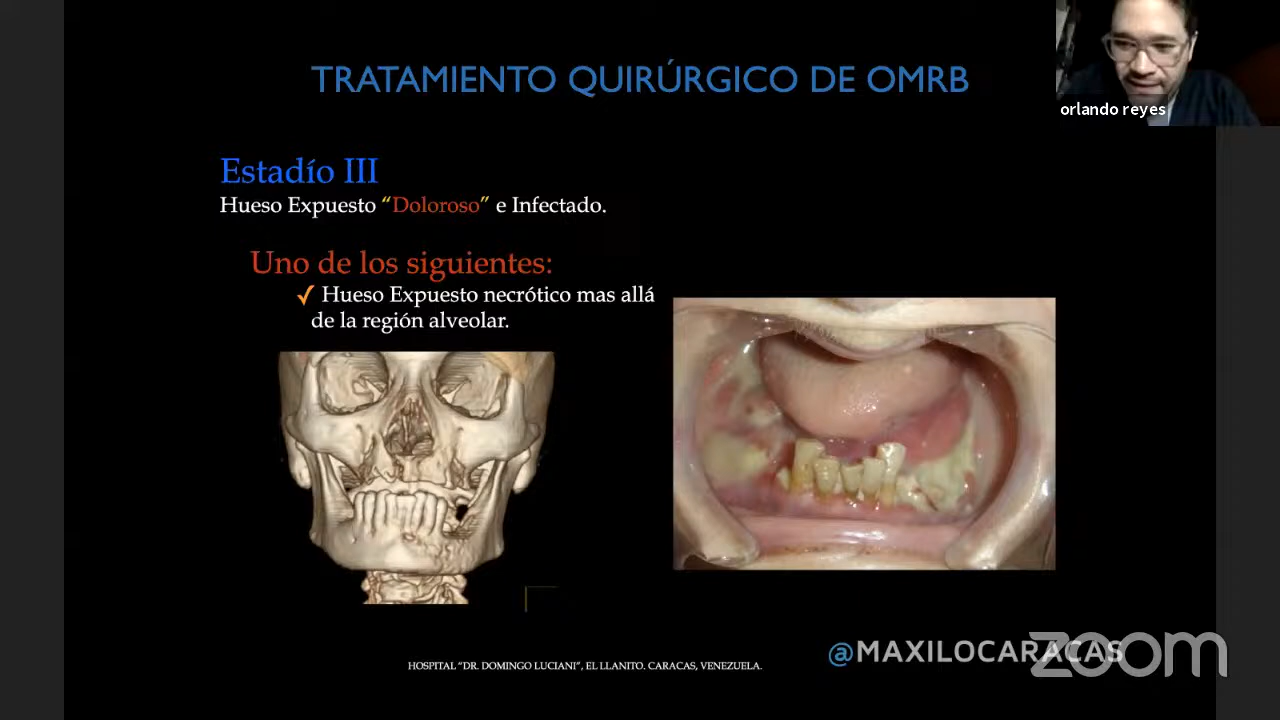 TRATAMIENTO QUIRÚRGICO DE OMRB
orlando reyes
Estadío III
Hueso Expuesto “Doloroso” e Infectado.
Uno de los siguientes:
✓ Hueso Expuesto necrótico mas allá
de la región alveolar.
@MAXILOCARACAS
zoom
HOSPITAL “DR. DOMINGO LUCIANI”, EL LLANITO. CARACAS, VENEZUELA.